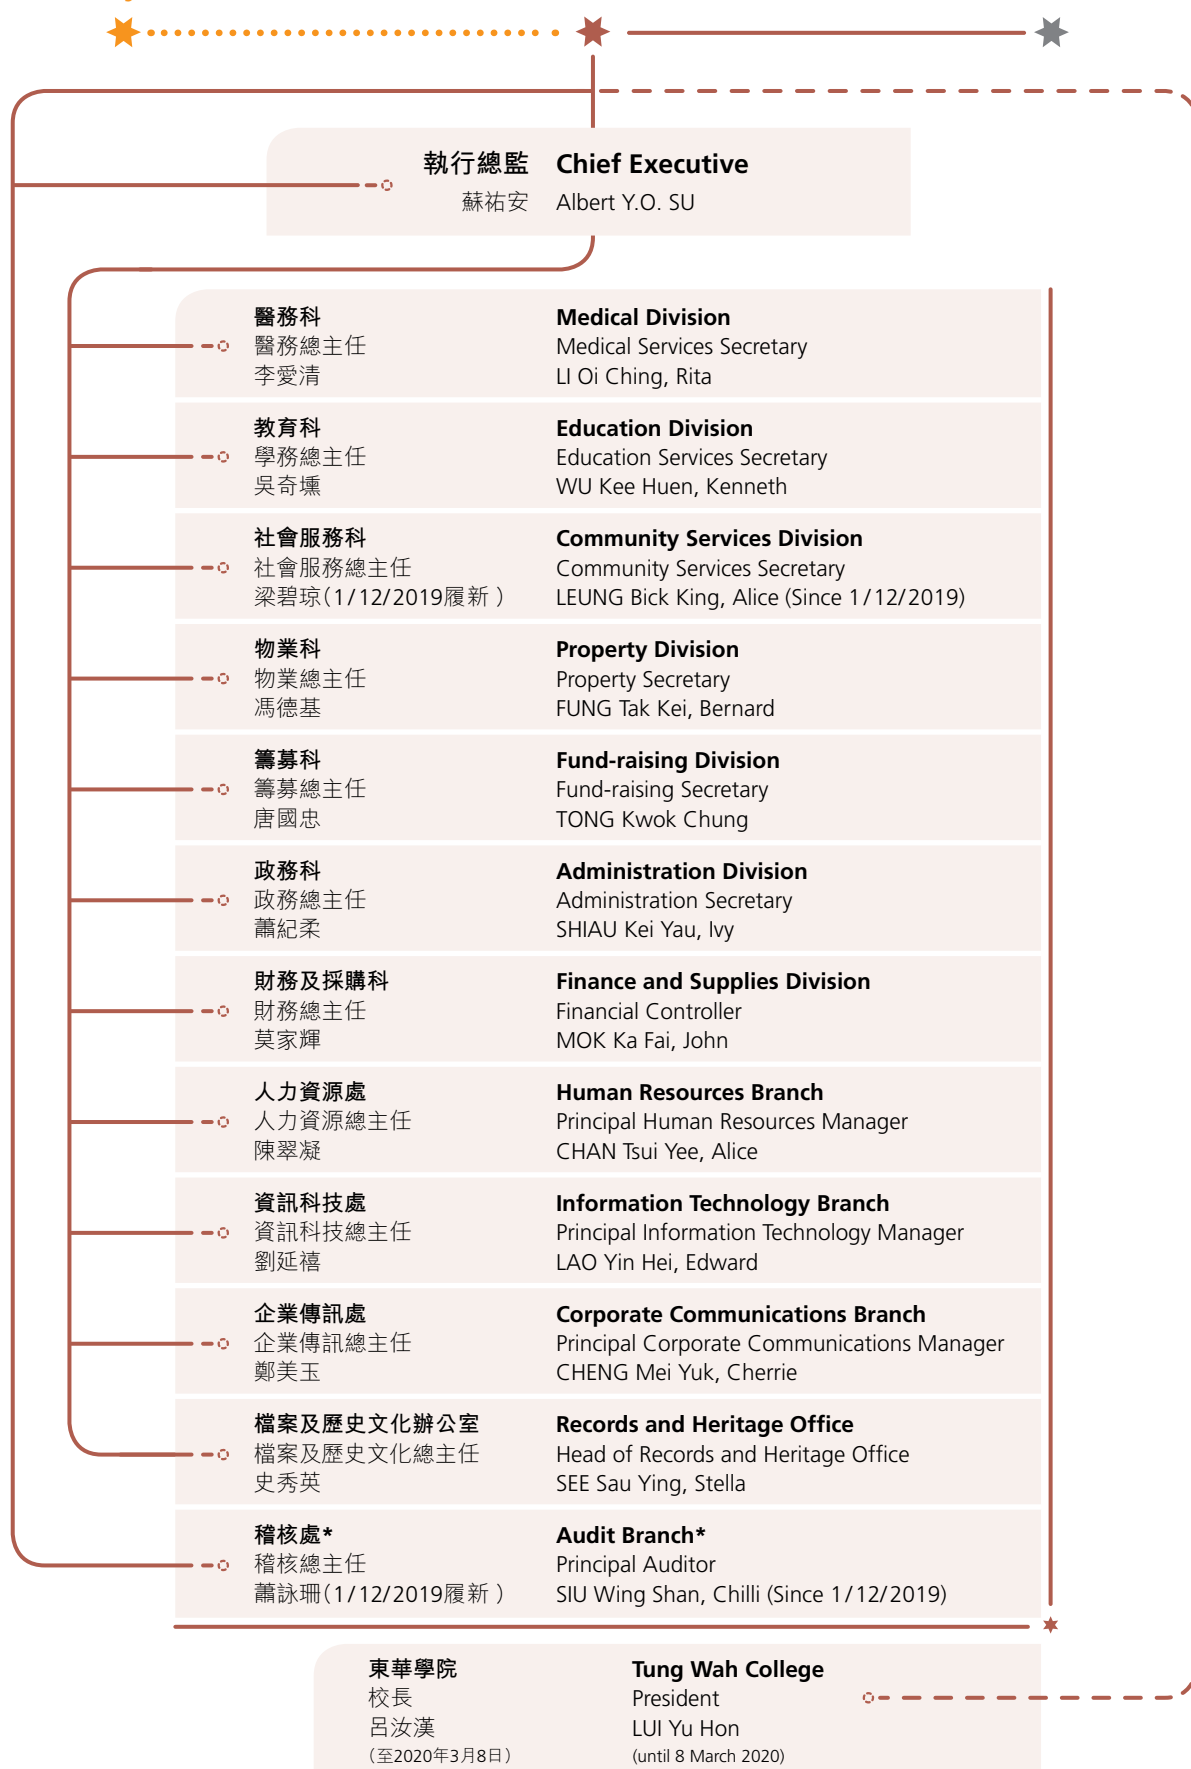 執行總監 Chief Executive
蘇祐安 Albert Y.O. SU
醫務科 Medical Division
醫務總主任 Medical Services Secretary
李愛清 LI Oi Ching, Rita
教育科 Education Division
學務總主任 Education Services Secretary
吳奇壎 WU Kee Huen, Kenneth
社會服務科 Community Services Division
社會服務總主任 Community Services Secretary
梁碧琼(1/12/2019履新 ) LEUNG Bick King, Alice (Since 1/12/2019)
物業科 Property Division
物業總主任 Property Secretary
馮德基 FUNG Tak Kei, Bernard
籌募科 Fund-raising Division
籌募總主任 Fund-raising Secretary
唐國忠 TONG Kwok Chung
政務科 Administration Division
政務總主任 Administration Secretary
蕭紀柔 SHIAU Kei Yau, Ivy
財務及採購科 Finance and Supplies Division
財務總主任 Financial Controller
莫家輝 MOK Ka Fai, John
人力資源處 Human Resources Branch
人力資源總主任 Principal Human Resources Manager
陳翠凝 CHAN Tsui Yee, Alice
資訊科技處 Information Technology Branch
資訊科技總主任 Principal Information Technology Manager
劉延禧 LAO Yin Hei, Edward
企業傳訊處 Corporate Communications Branch
企業傳訊總主任 Principal Corporate Communications Manager
鄭美玉 CHENG Mei Yuk, Cherrie
檔案及歷史文化辦公室 Records and Heritage Office
檔案及歷史文化總主任 Head of Records and Heritage Office
史秀英 SEE Sau Ying, Stella
稽核處* Audit Branch*
稽核總主任 Principal Auditor
蕭詠珊(1/12/2019履新 ) SIU Wing Shan, Chilli (Since 1/12/2019)
東華學院 Tung Wah College
校長 President
呂汝漢 LUI Yu Hon
(至2020年3月8日) (until 8 March 2020)